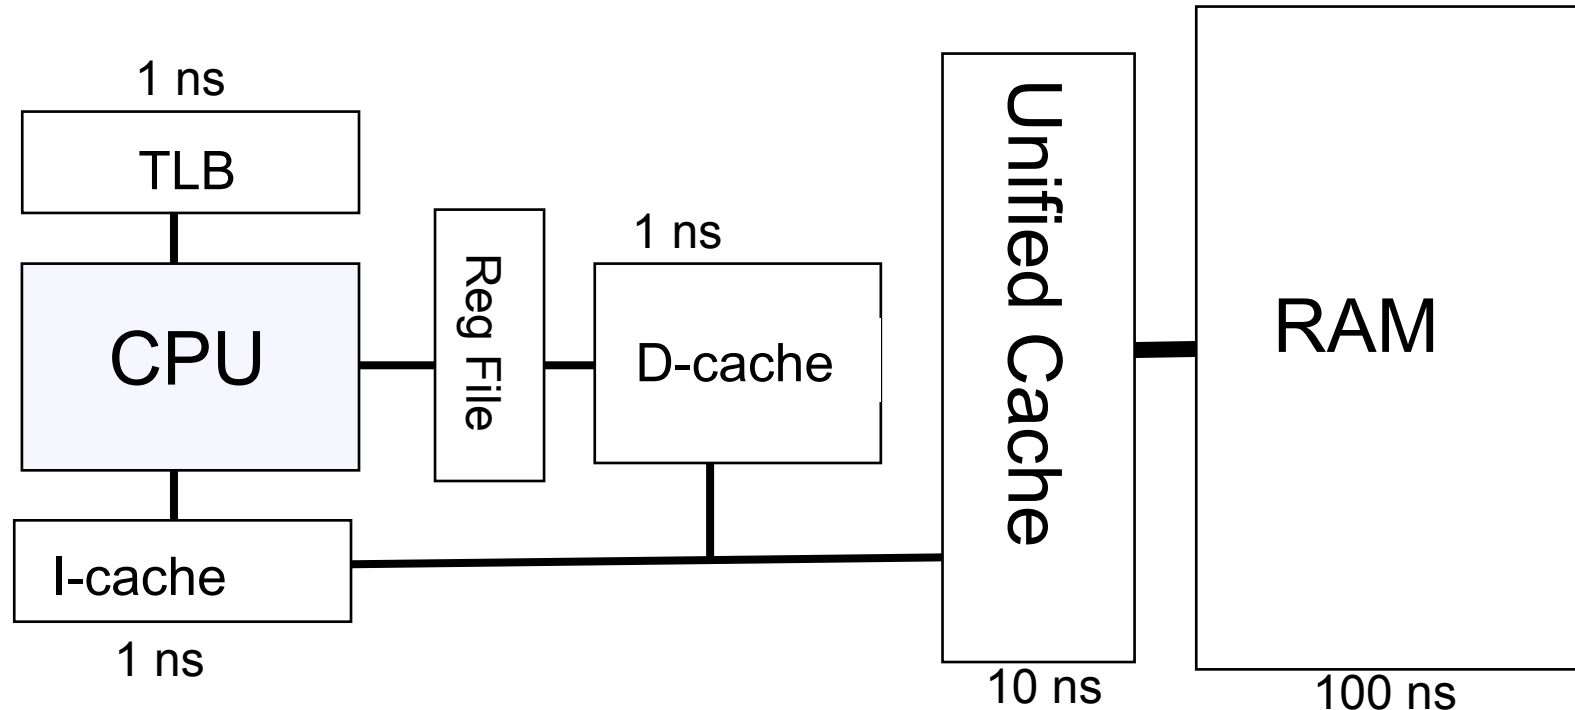 1 ns
TLB
CPU
Reg File
1 ns
D-cache
I-cache
1 ns
Unified Cache
10 ns
RAM
100 ns